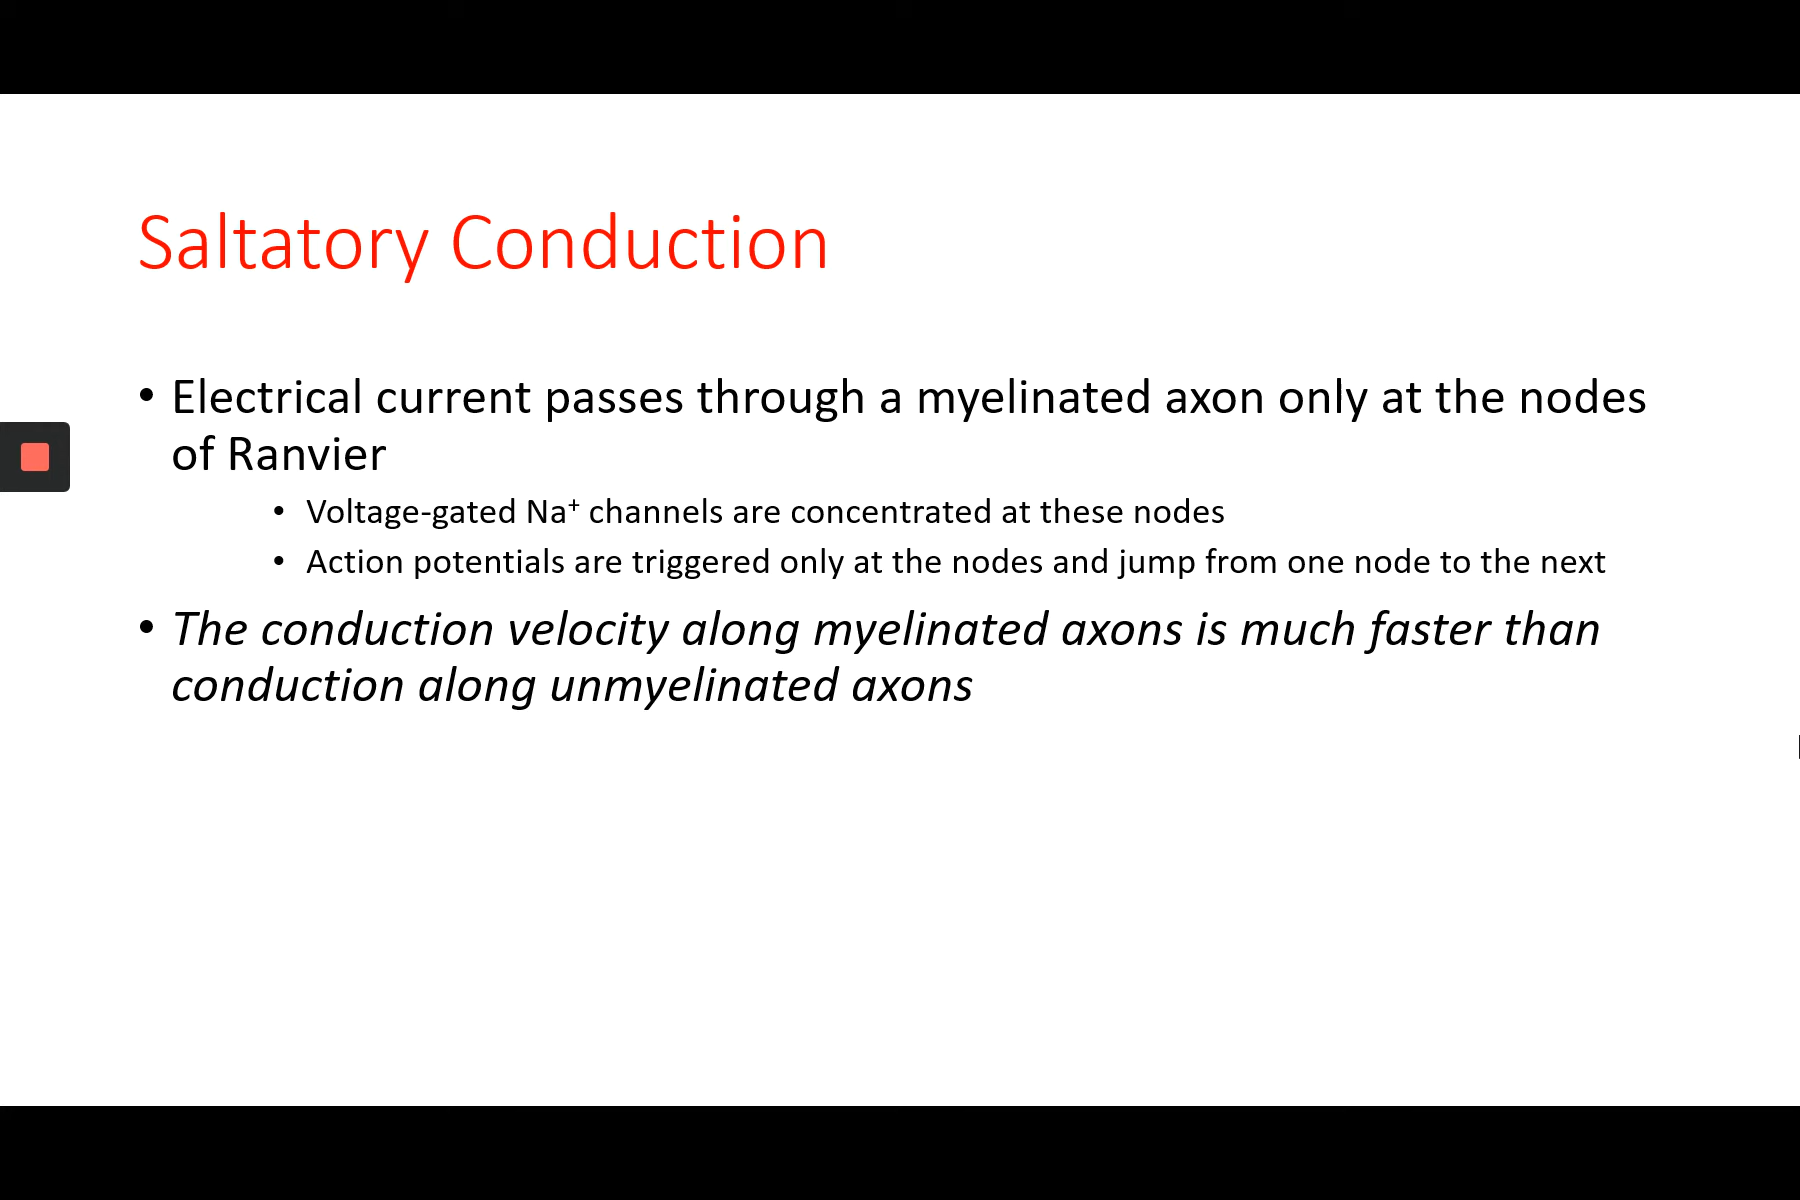 Saltatory Conduction
• Electrical current passes through a myelinated axon only at the nodes
of Ranvier
• Voltage-gated Na⁺ channels are concentrated at these nodes
• Action potentials are triggered only at the nodes and jump from one node to the next
• The conduction velocity along myelinated axons is much faster than
conduction along unmyelinated axons